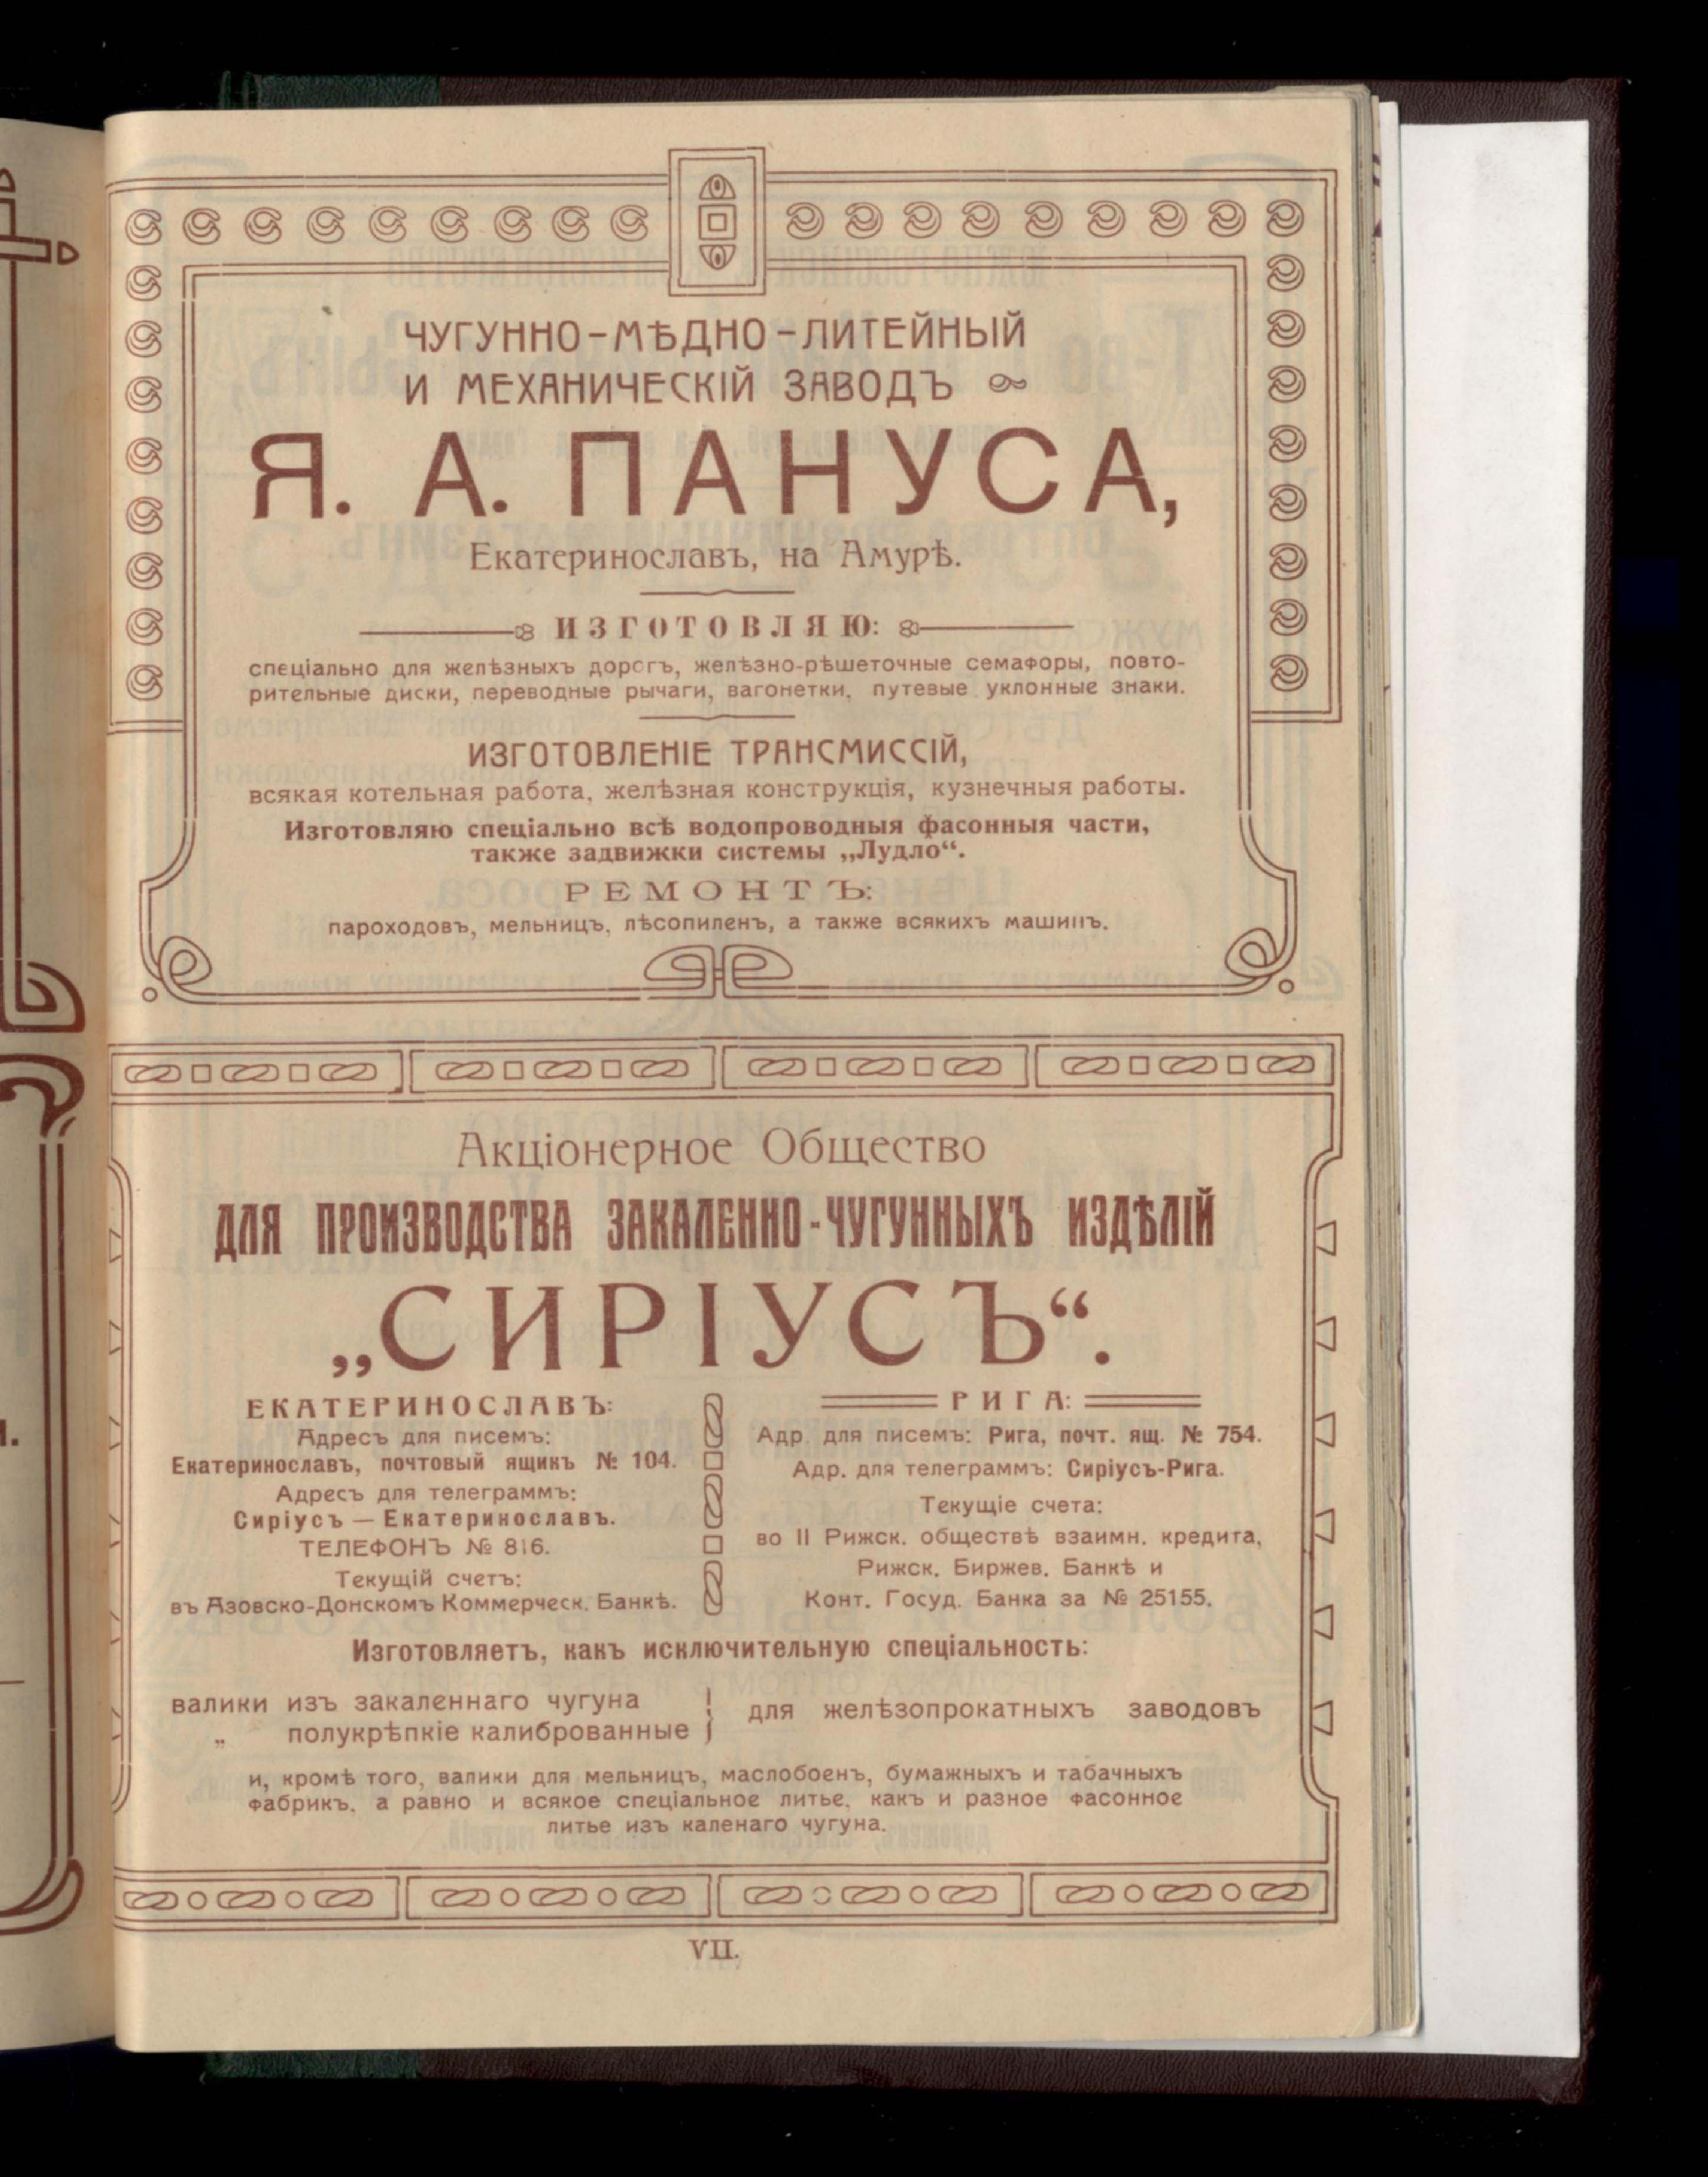 ЧУГУННО-МѢДНО-ЛИТЕЙНЫЙ
И МЕХАНИЧЕСКІЙ ЗАВОДЪ
Я. А. ПАНУСА,
Екатеринославъ, на Амурѣ.
ИЗГОТОВЛЯЮ:
спеціально для желѣзныхъ дорогъ, желѣзно-рѣшеточные семафоры, повто-
рительные диски, переводные рычаги, вагонетки, путевые уклонные знаки.
ИЗГОТОВЛЕНІЕ ТРАНСМИССІЙ,
всякая котельная работа, желѣзная конструкція, кузнечныя работы.
Изготовляю спеціально всѣ водопроводныя фасонныя части,
также задвижки системы „Лудло“.
РЕМОНТЪ:
пароходовъ, мельницъ, лѣсопиленъ, а также всякихъ машинъ.
Акціонерное Общество
ДЛЯ ПРОИЗВОДСТВА ЗАКАЛЕННО-ЧУГУННЫХЪ ИЗДѢЛІЙ
„СИРІУСЪ“.
ЕКАТЕРИНОСЛАВЪ:
Адресъ для писемъ:
Екатеринославъ, почтовый ящикъ № 104.
Адресъ для телеграммъ:
Сиріусъ — Екатеринославъ.
ТЕЛЕФОНЪ № 816.
Текущій счетъ:
въ Азовско-Донскомъ Коммерческ. Банкѣ.
РИГА:
Адр. для писемъ: Рига, почт. ящ. № 754.
Адр. для телеграммъ: Сиріусъ-Рига.
Текущіе счета:
во II Рижск. обществѣ взаимн. кредита,
Рижск. Биржев. Банкѣ и
Конт. Госуд. Банка за № 25155.
Изготовляетъ, какъ исключительную спеціальность:
валики изъ закаленнаго чугуна
„ полукрѣпкіе калиброванные } для желѣзопрокатныхъ заводовъ
и, кромѣ того, валики для мельницъ, маслобоенъ, бумажныхъ и табачныхъ
фабрикъ, а равно и всякое спеціальное литье, какъ и разное фасонное
литье изъ каленаго чугуна.
VII.